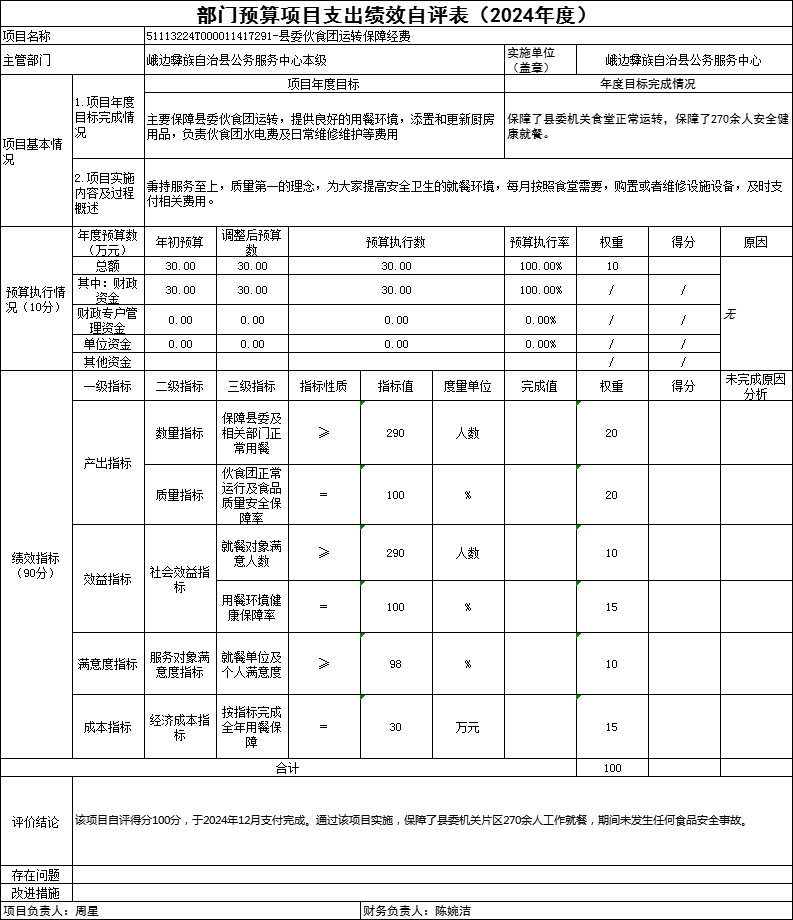 部门预算项目支出绩效自评表（2024年度）
项目名称 51113224T000011417291-县委伙食团运转保障经费
主管部门 峨边彝族自治县公务服务中心本级 实施单位（盖章） 峨边彝族自治县公务服务中心
项目基本情况
1.项目年度目标完成情况
项目年度目标 年度目标完成情况
主要保障县委伙食团运转，提供良好的用餐环境，添置和更新厨房
用品，负责伙食团水电费及日常维修维护等费用
保障了县委机关食堂正常运转，保障了270余人安全健
康就餐。
2.项目实施内容及过程概述
秉持服务至上，质量第一的理念，为大家提高安全卫生的就餐环境，每月按照食堂需要，购置或者维修设施设备，及时支
付相关费用。
预算执行情况（10分）
年度预算数（万元） 年初预算 调整后预算数 预算执行数 预算执行率 权重 得分 原因
总额 30.00 30.00 30.00 100.00% 10
其中：财政资金 30.00 30.00 30.00 100.00% / /
无
财政专户管理资金 0.00 0.00 0.00 0.00% / /
单位资金 0.00 0.00 0.00 0.00% / /
其他资金 / /
绩效指标（90分）
一级指标 二级指标 三级指标 指标性质 指标值 度量单位 完成值 权重 得分 未完成原因分析
产出指标 数量指标 保障县委及相关部门正常用餐 ≥ 290 人数 20
质量指标 伙食团正常运行及食品质量安全保障率 = 100 % 20
效益指标 社会效益指标 就餐对象满意人数 ≥ 290 人数 10
用餐环境健康保障率 = 100 % 15
满意度指标 服务对象满意度指标 就餐单位及个人满意度 ≥ 98 % 10
成本指标 经济成本指标 按指标完成全年用餐保障 = 30 万元 15
合计 100
评价结论 该项目自评得分100分，于2024年12月支付完成。通过该项目实施，保障了县委机关片区270余人工作就餐，期间未发生任何食品安全事故。
存在问题
改进措施
项目负责人：周星 财务负责人：陈婉洁